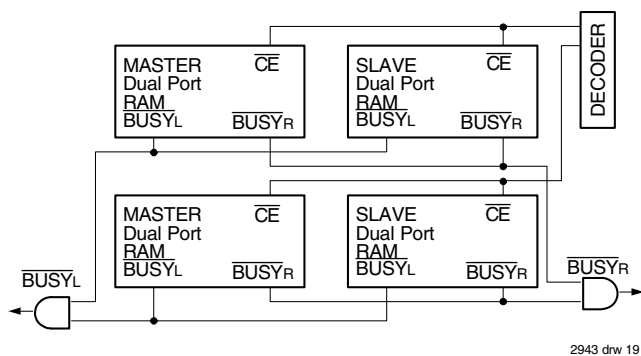 MASTER
Dual Port
RAM
BUSYL
CE
BUSYR
SLAVE
Dual Port
RAM
BUSYL
CE
BUSYR
DECODER
MASTER
Dual Port
RAM
BUSYL
CE
BUSYR
SLAVE
Dual Port
RAM
BUSYL
CE
BUSYR
BUSYL
BUSYR
2943 drw 19